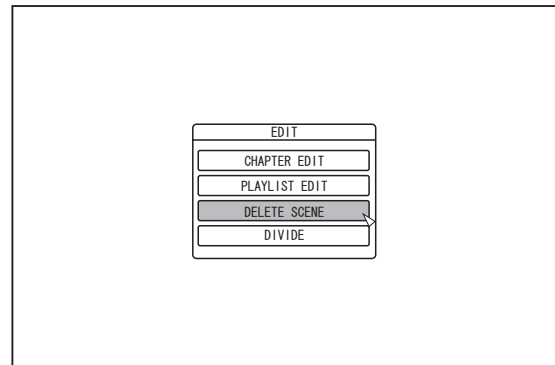 EDIT
CHAPTER EDIT
PLAYLIST EDIT
DELETE SCENE
DIVIDE